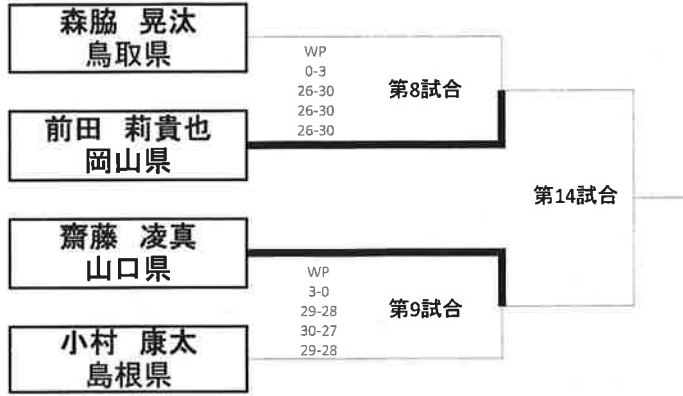 森脇 晃汰
鳥取県
WP
0-3
26-30
26-30
26-30
第8試合
前田 莉貴也
岡山県
第14試合
齋藤 凌真
山口県
WP
3-0
29-28
30-27
29-28
第9試合
小村 康太
島根県